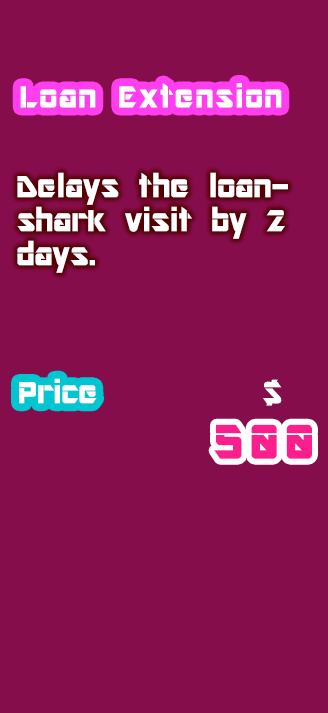 Loan Extension
Delays the loan-
shark visit by 2
days.
Price $
500